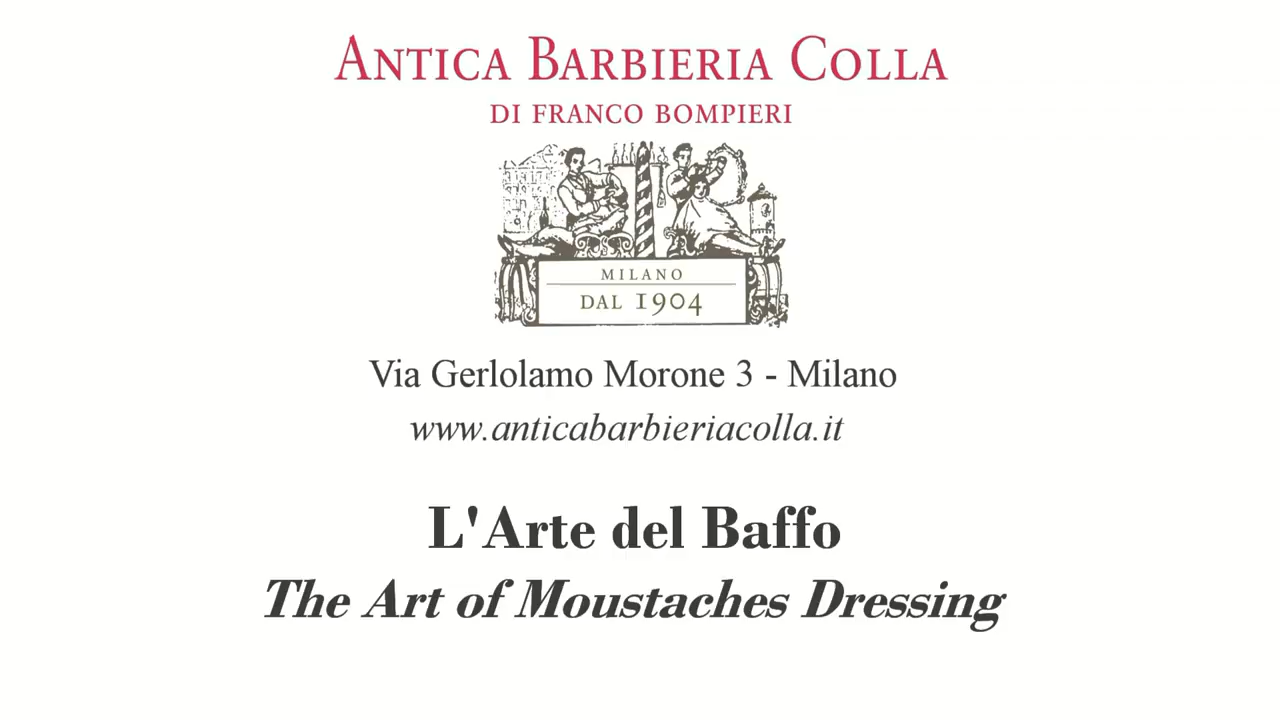 ANTICA BARBIERIA COLLA
DI FRANCO BOMPIERI
MILANO
DAL 1904
Via Gerlolamo Morone 3 - Milano
www.anticabarbieriacolla.it
L'Arte del Baffo
The Art of Moustaches Dressing